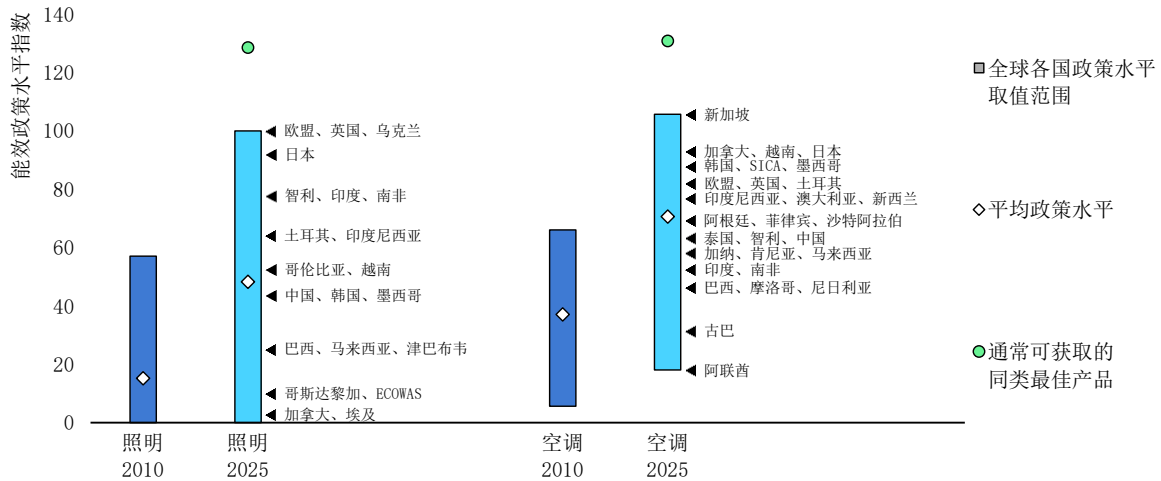 能效政策水平指数
140
120
100
80
60
40
20
0
欧盟、英国、乌克兰
日本
智利、印度、南非
土耳其、印度尼西亚
哥伦比亚、越南
中国、韩国、墨西哥
巴西、马来西亚、津巴布韦
哥斯达黎加、ECOWAS
加拿大、埃及
新加坡
加拿大、越南、日本
韩国、SICA、墨西哥
欧盟、英国、土耳其
印度尼西亚、澳大利亚、新西兰
阿根廷、菲律宾、沙特阿拉伯
泰国、智利、中国
加纳、肯尼亚、马来西亚
印度、南非
巴西、摩洛哥、尼日利亚
古巴
阿联酋
照明
2010
照明
2025
空调
2010
空调
2025
全球各国政策水平
取值范围
平均政策水平
通常可获取的
同类最佳产品